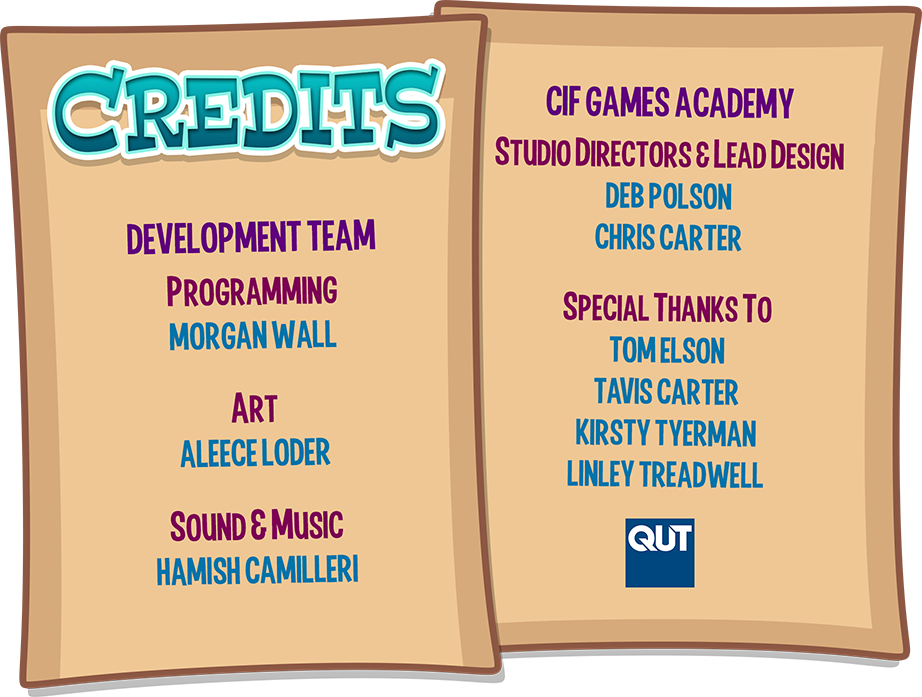 CREDITS
DEVELOPMENT TEAM
PROGRAMMING
MORGAN WALL
ART
ALEECE LODER
SOUND & MUSIC
HAMISH CAMILLERI
CIF GAMES ACADEMY
STUDIO DIRECTORS & LEAD DESIGN
DEB POLSON
CHRIS CARTER
SPECIAL THANKS TO
TOM ELSON
TAVIS CARTER
KIRSTY TYERMAN
LINLEY TREADWELL
QUT